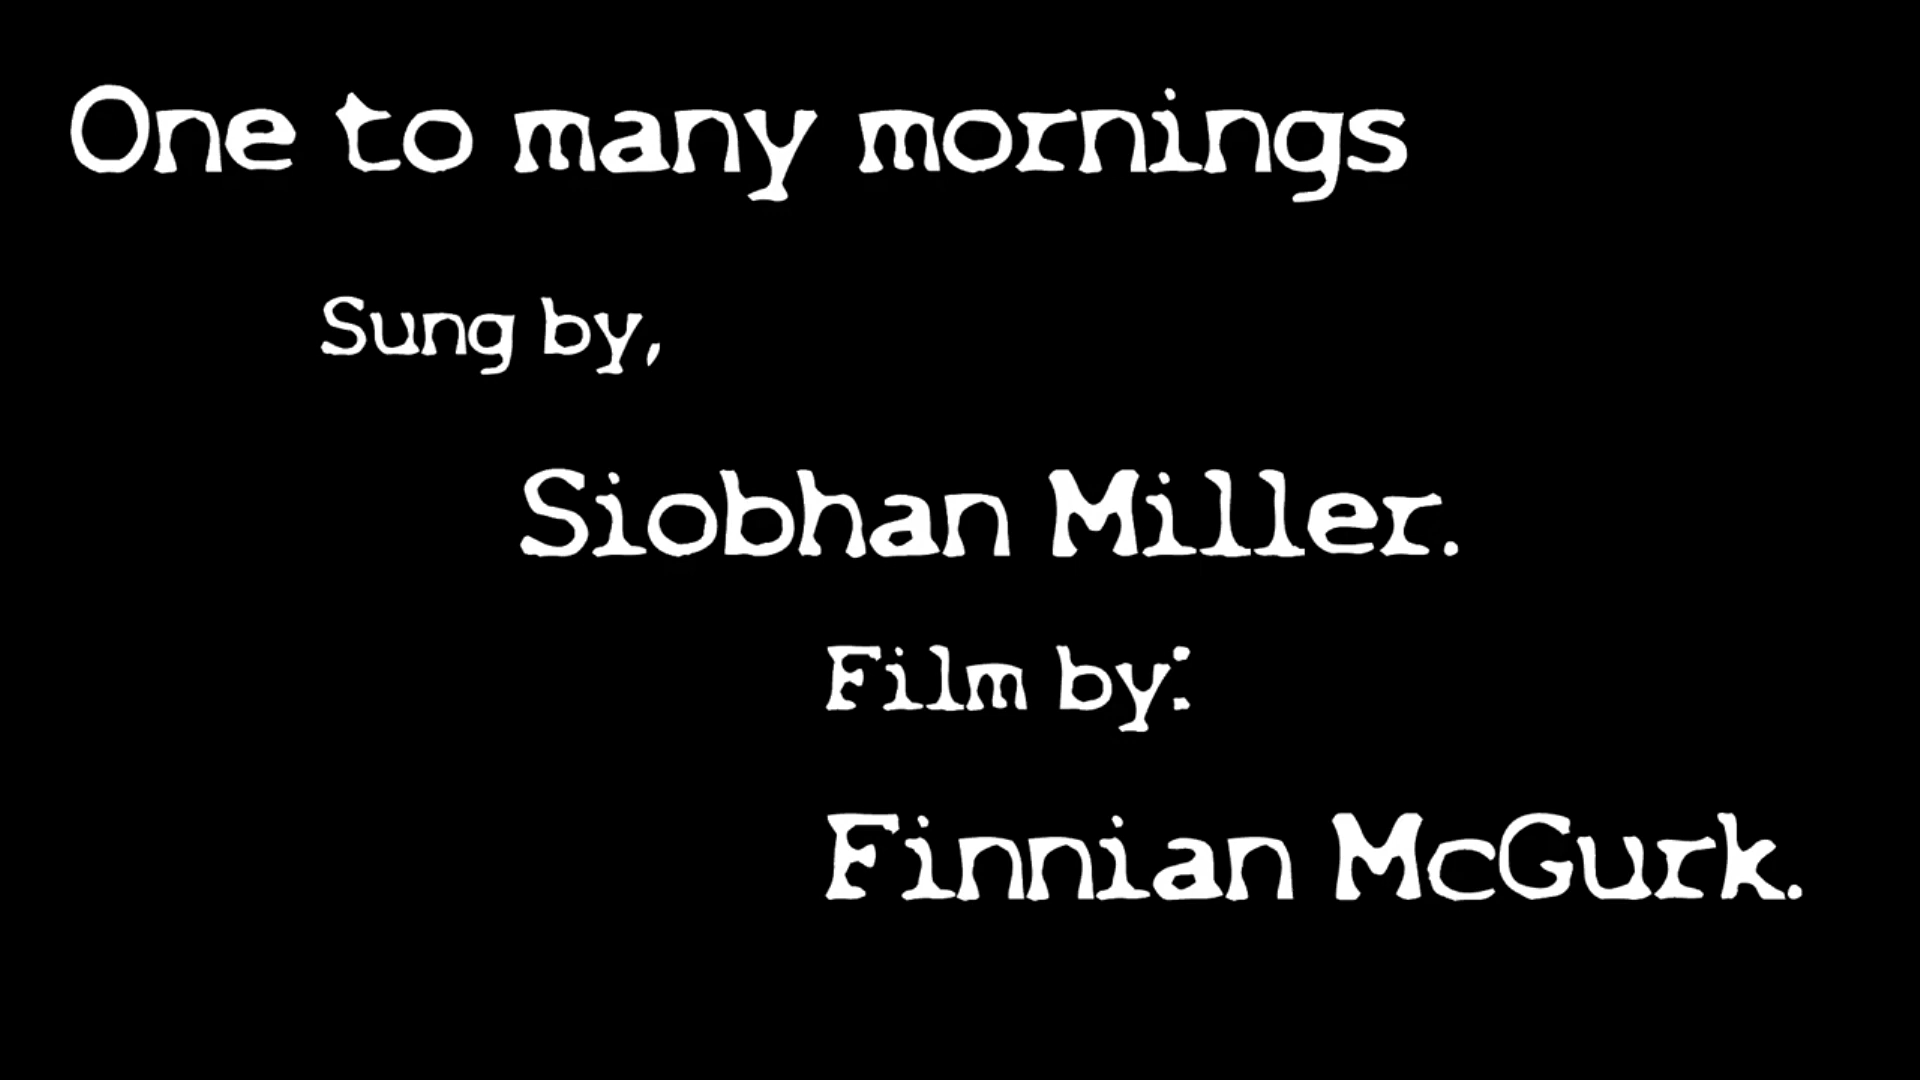 One to many mornings
Sung by,
Siobhan Miller.
Film by:
Finnian McGurk.